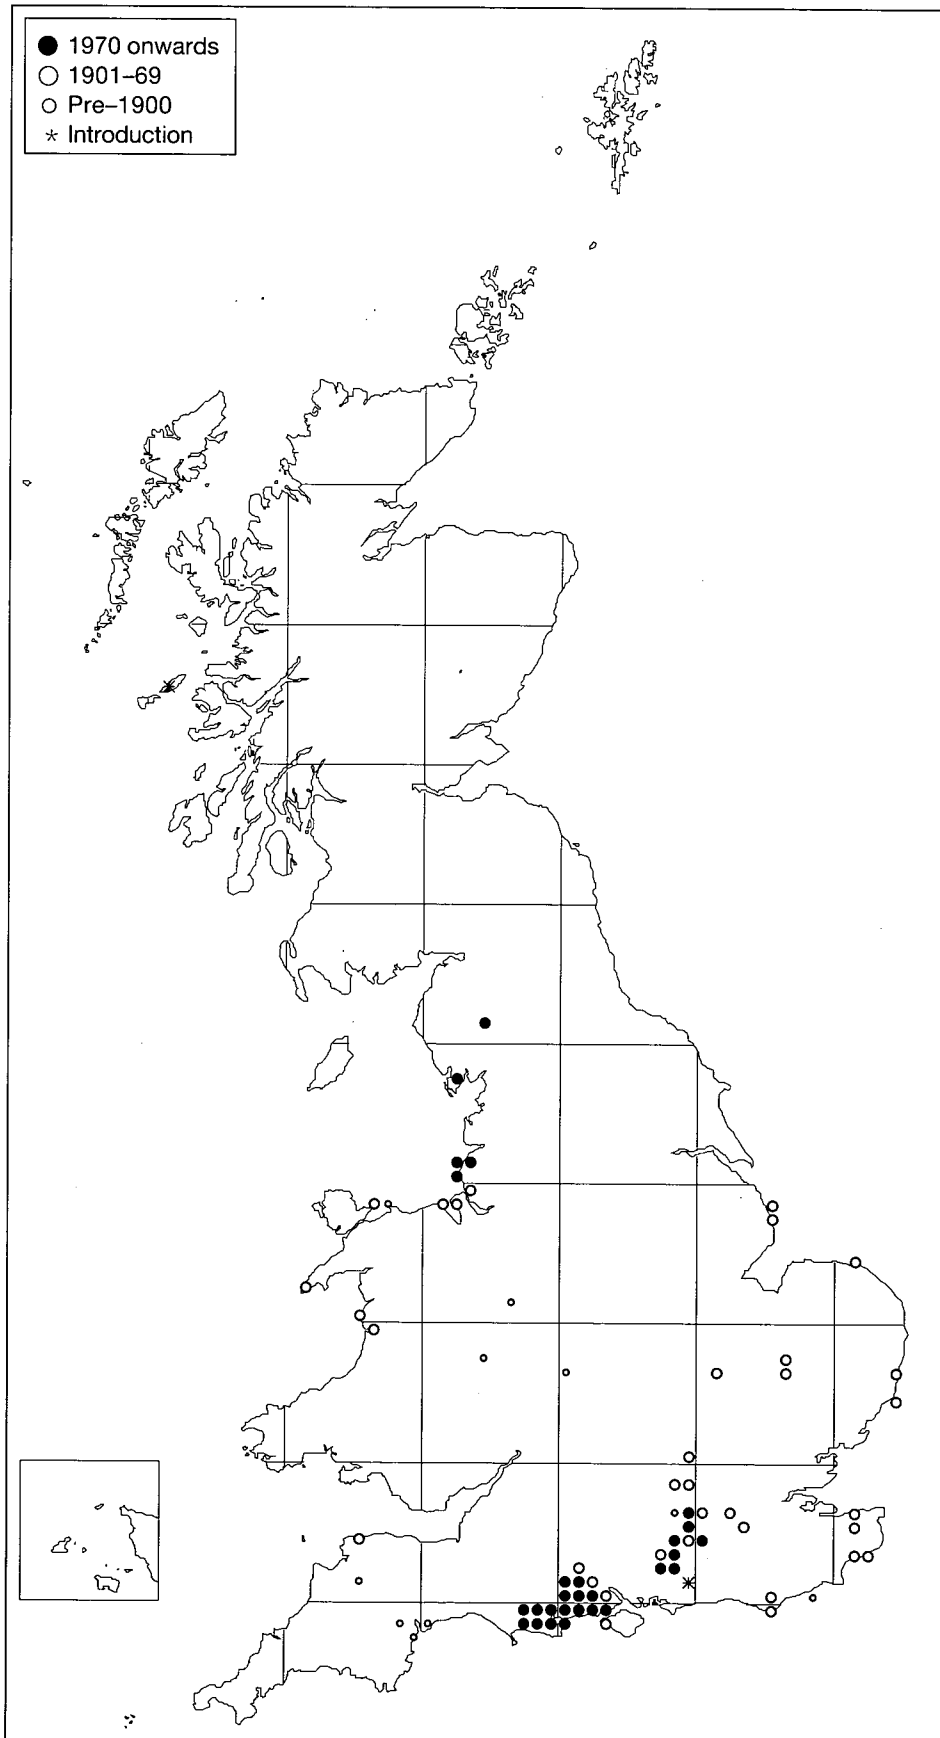 ● 1970 onwards
○ 1901–69
○ Pre–1900
* Introduction